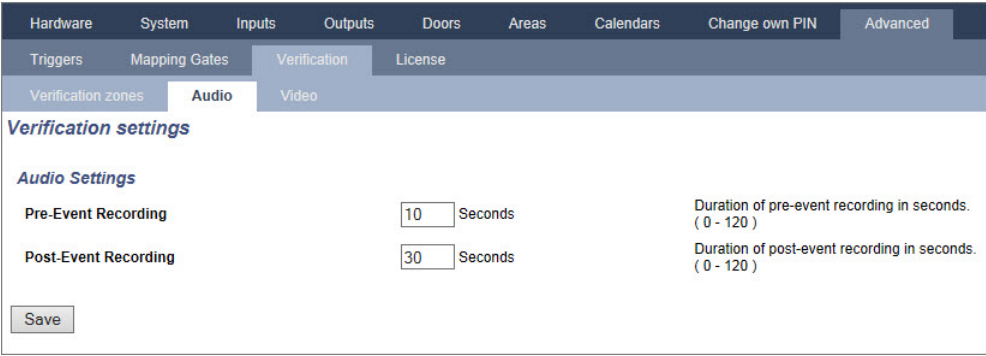 Hardware System Inputs Outputs Doors Areas Calendars Change own PIN Advanced
Triggers Mapping Gates Verification License
Verification zones Audio Video
Verification settings
Audio Settings
Pre-Event Recording 10 Seconds Duration of pre-event recording in seconds.
( 0 - 120 )
Post-Event Recording 30 Seconds Duration of post-event recording in seconds.
( 0 - 120 )
Save